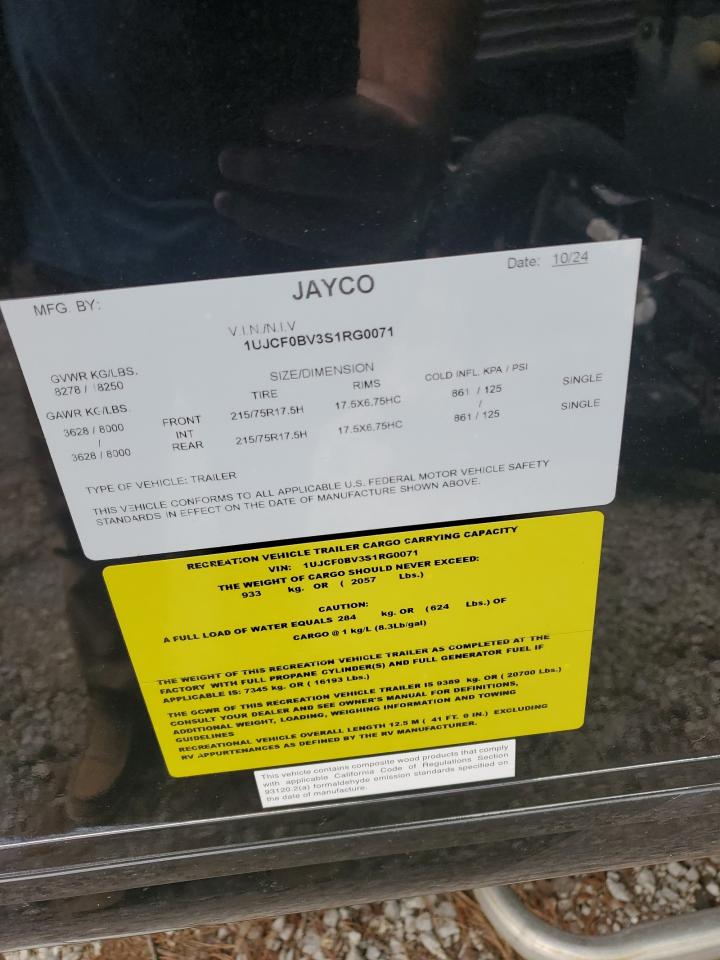 MFG. BY: JAYCO Date: 10/24
V.I.N./N.I.V
1UJCF0BV3S1RG0071
GVWR KG/LBS.
8278 / 18250
SIZE/DIMENSION
TIRE RIMS COLD INFL. KPA / PSI
GAWR KG/LBS.
3628 / 8000 FRONT 215/75R17.5H 17.5X6.75HC 861 / 125 SINGLE
/ INT /
3628 / 8000 REAR 215/75R17.5H 17.5X6.75HC 861 / 125 SINGLE
TYPE OF VEHICLE: TRAILER
THIS VEHICLE CONFORMS TO ALL APPLICABLE U.S. FEDERAL MOTOR VEHICLE SAFETY
STANDARDS IN EFFECT ON THE DATE OF MANUFACTURE SHOWN ABOVE.
RECREATION VEHICLE TRAILER CARGO CARRYING CAPACITY
VIN: 1UJCF0BV3S1RG0071
THE WEIGHT OF CARGO SHOULD NEVER EXCEED:
933 kg. OR ( 2057 Lbs.)
CAUTION:
A FULL LOAD OF WATER EQUALS 284 kg. OR (624 Lbs.) OF
CARGO @ 1 kg/L (8.3Lb/gal)
THE WEIGHT OF THIS RECREATION VEHICLE TRAILER AS COMPLETED AT THE
FACTORY WITH FULL PROPANE CYLINDER(S) AND FULL GENERATOR FUEL IF
APPLICABLE IS: 7345 kg. OR ( 16193 Lbs.)
THE GCWR OF THIS RECREATION VEHICLE TRAILER IS 9389 kg. OR ( 20700 Lbs.)
CONSULT YOUR DEALER AND SEE OWNER'S MANUAL FOR DEFINITIONS,
ADDITIONAL WEIGHT, LOADING, WEIGHING INFORMATION AND TOWING
GUIDELINES
RECREATIONAL VEHICLE OVERALL LENGTH 12.5 M ( 41 FT. 0 IN.) EXCLUDING
RV APPURTENANCES AS DEFINED BY THE RV MANUFACTURER.
This vehicle contains composite wood products that comply
with applicable California Code of Regulations Section
93120.2(a) formaldehyde emission standards specified on
the date of manufacture.